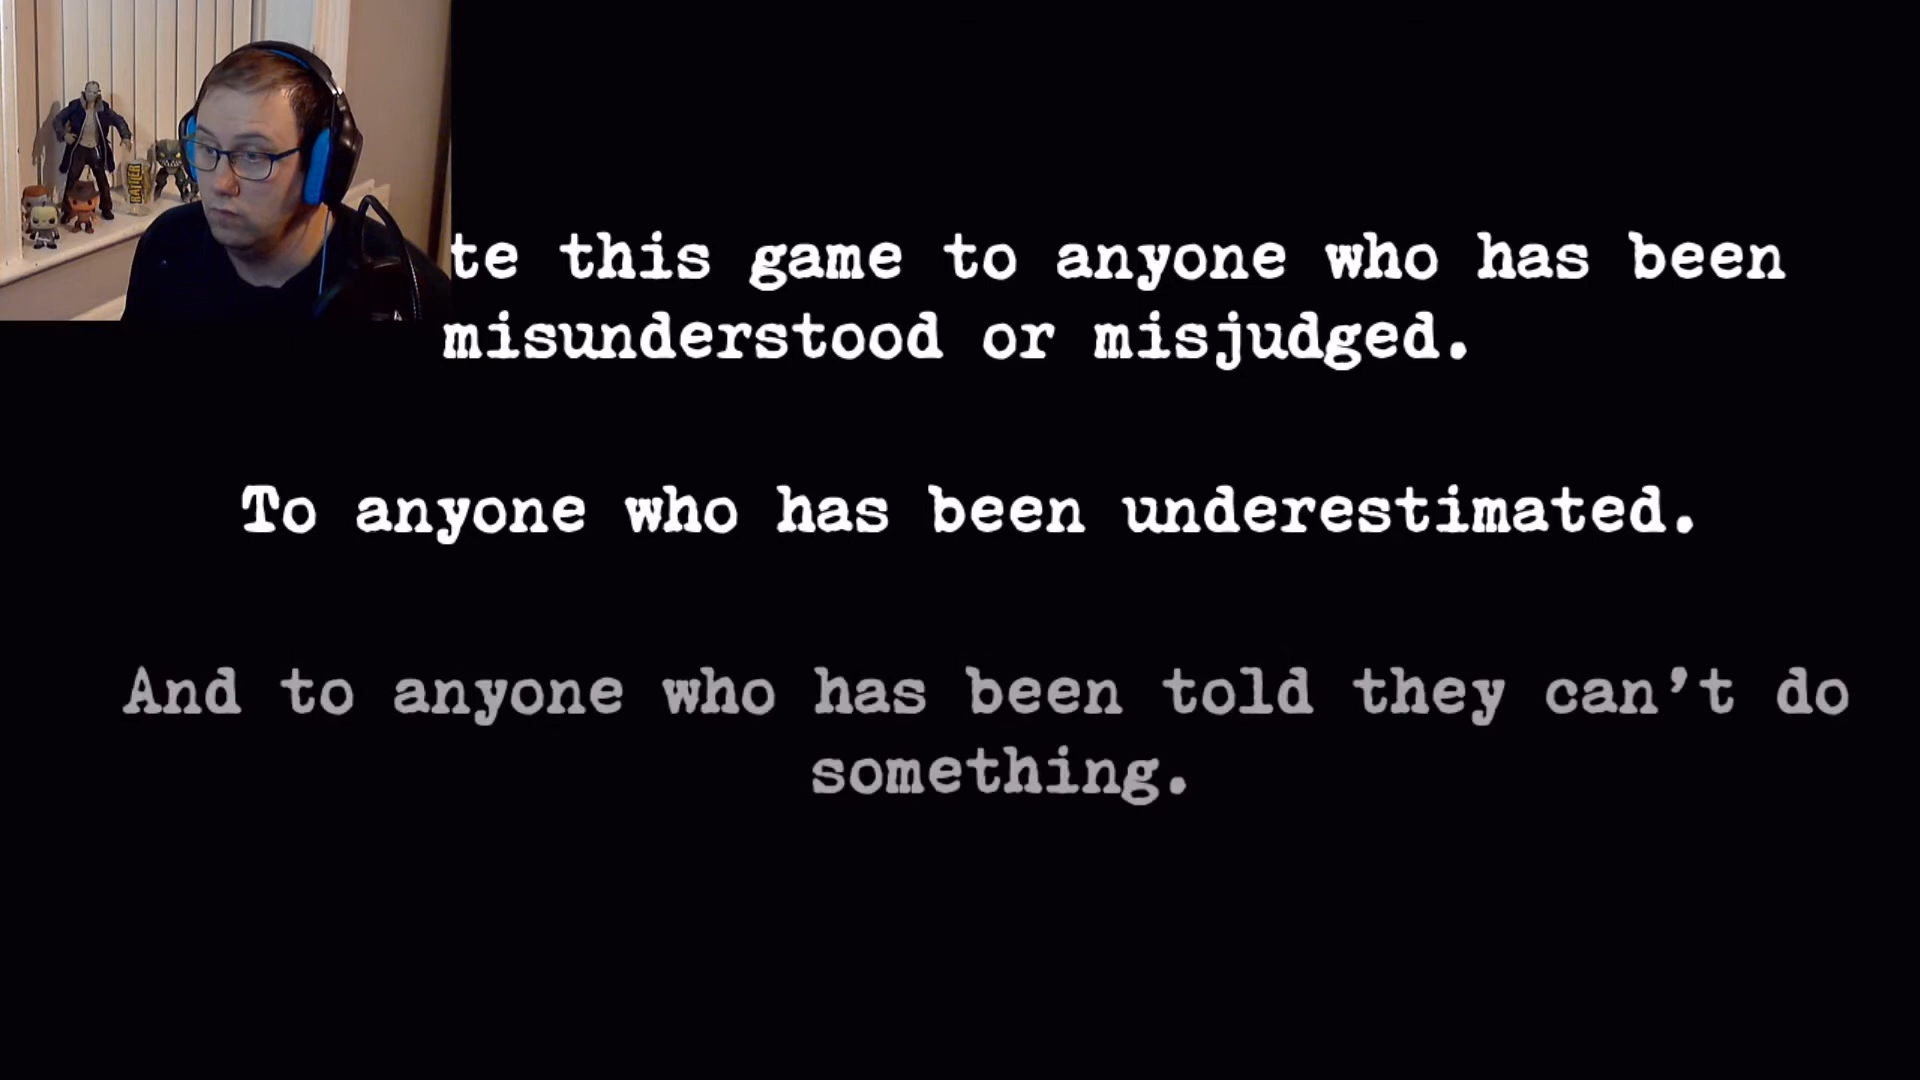 te this game to anyone who has been
misunderstood or misjudged.
To anyone who has been underestimated.
And to anyone who has been told they can't do
something.
RATTLER